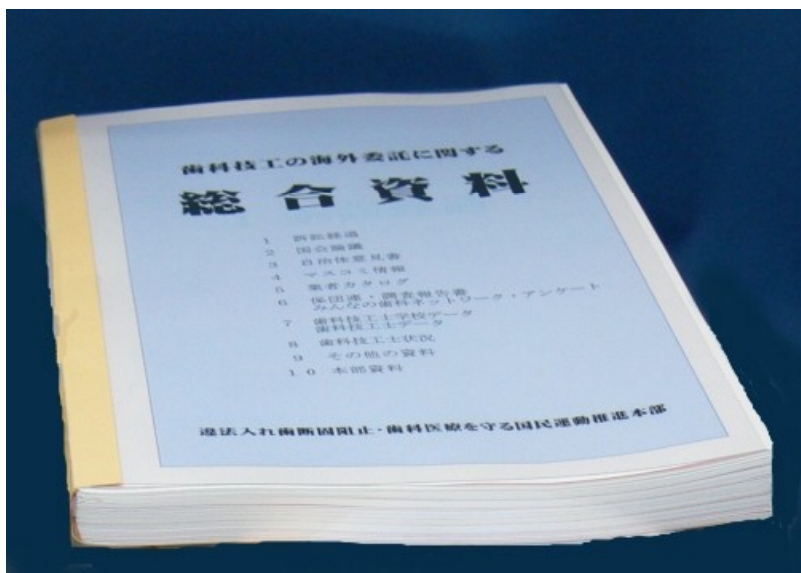 歯科技工の海外委託に関する
総合資料
1 訴訟経過
2 国会論議
3 自治体意見書
4 マスコミ情報
5 業者カタログ
6 保団連・調査報告書
みんなの歯科ネットワーク・アンケート
7 歯科技工士学校データ
歯科技工士データ
8 歯科技工士状況
9 その他の資料
10 本部資料
違法入れ歯断固阻止・歯科医療を守る国民運動推進本部